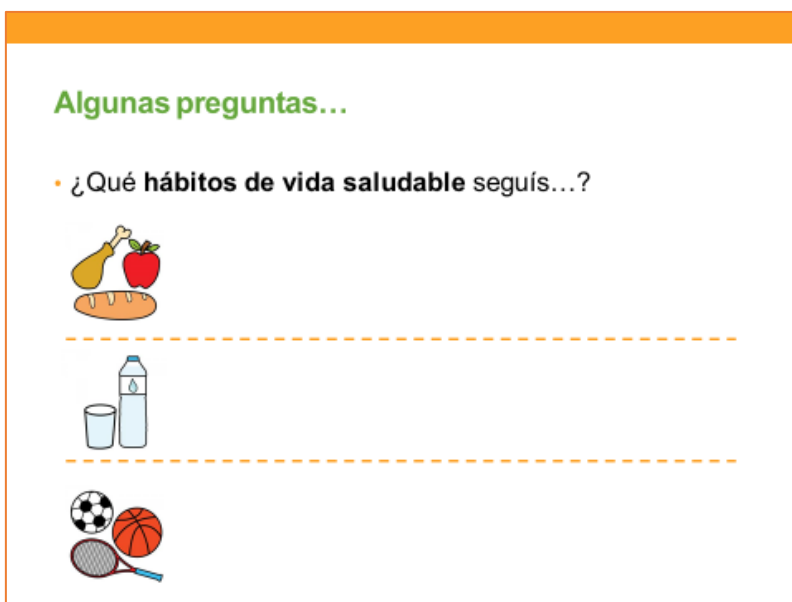 Algunas preguntas…
• ¿Qué hábitos de vida saludable seguís…?